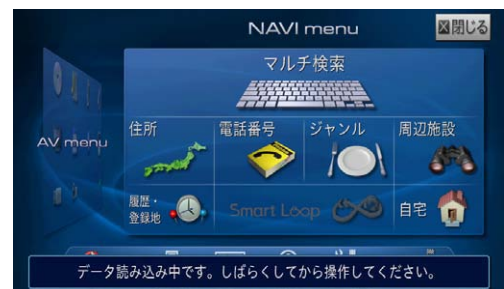 NAVI menu
閉じる
マルチ検索
AV menu
住所
電話番号
ジャンル
周辺施設
履歴・
登録地
Smart Loop
自宅
データ読み込み中です。しばらくしてから操作してください。